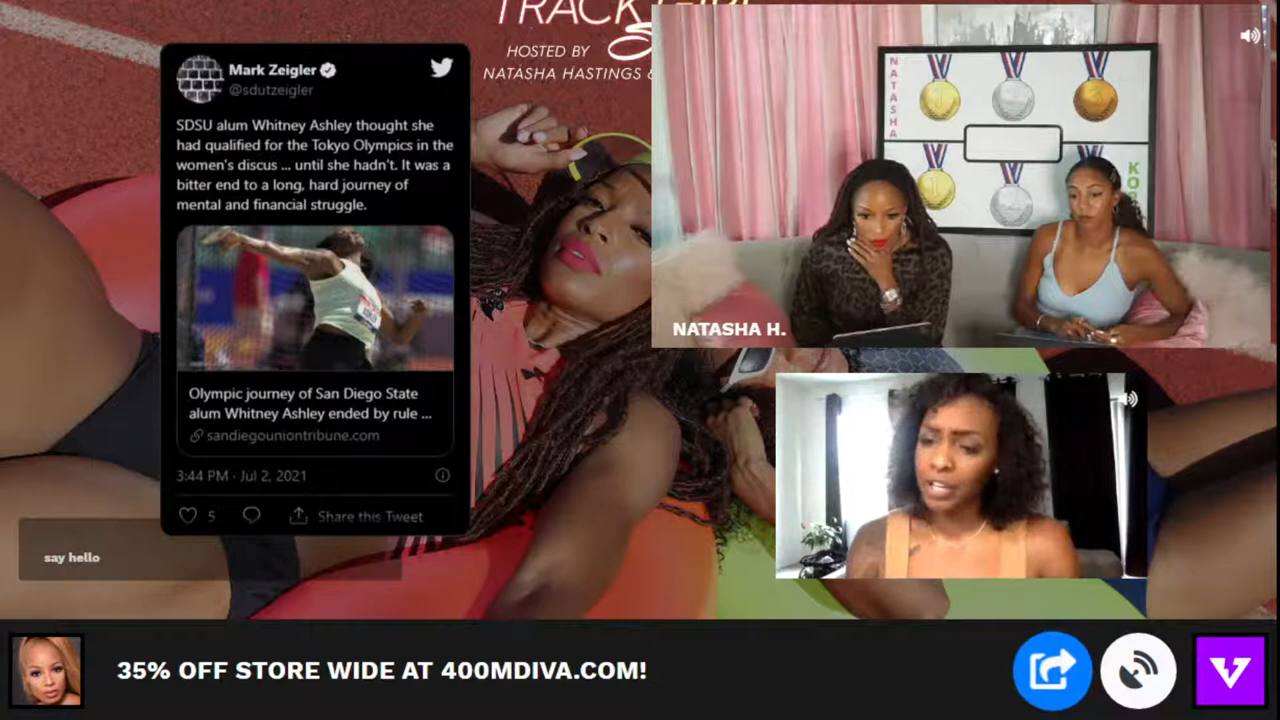 TRACK GIRL
HOSTED BY
NATASHA HASTINGS &
Mark Zeigler
@sdutzeigler
SDSU alum Whitney Ashley thought she
had qualified for the Tokyo Olympics in the
women's discus ... until she hadn't. It was a
bitter end to a long, hard journey of
mental and financial struggle.
Olympic journey of San Diego State
alum Whitney Ashley ended by rule ...
sandiegouniontribune.com
3:44 PM · Jul 2, 2021
5
Share this Tweet
NATASHA
NATASHA H.
say hello
35% OFF STORE WIDE AT 400MDIVA.COM!